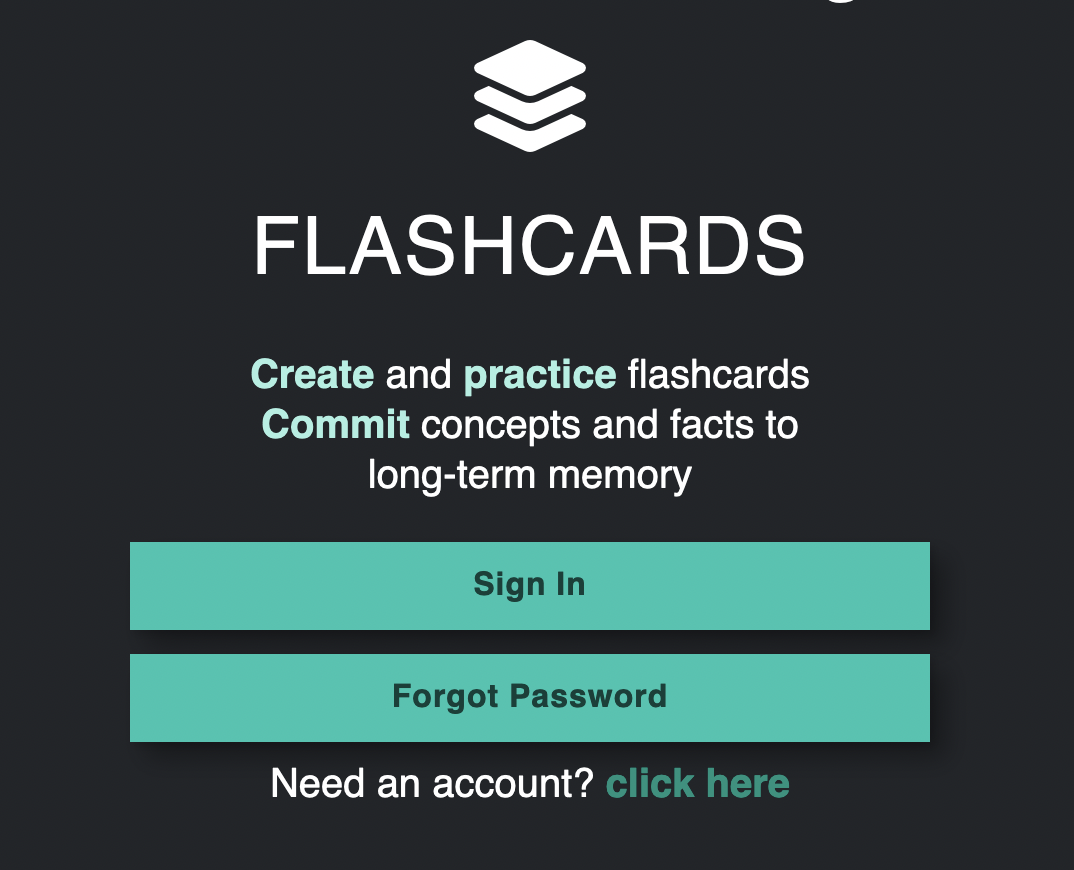 FLASHCARDS
Create and practice flashcards
Commit concepts and facts to
long-term memory
Sign In
Forgot Password
Need an account? click here